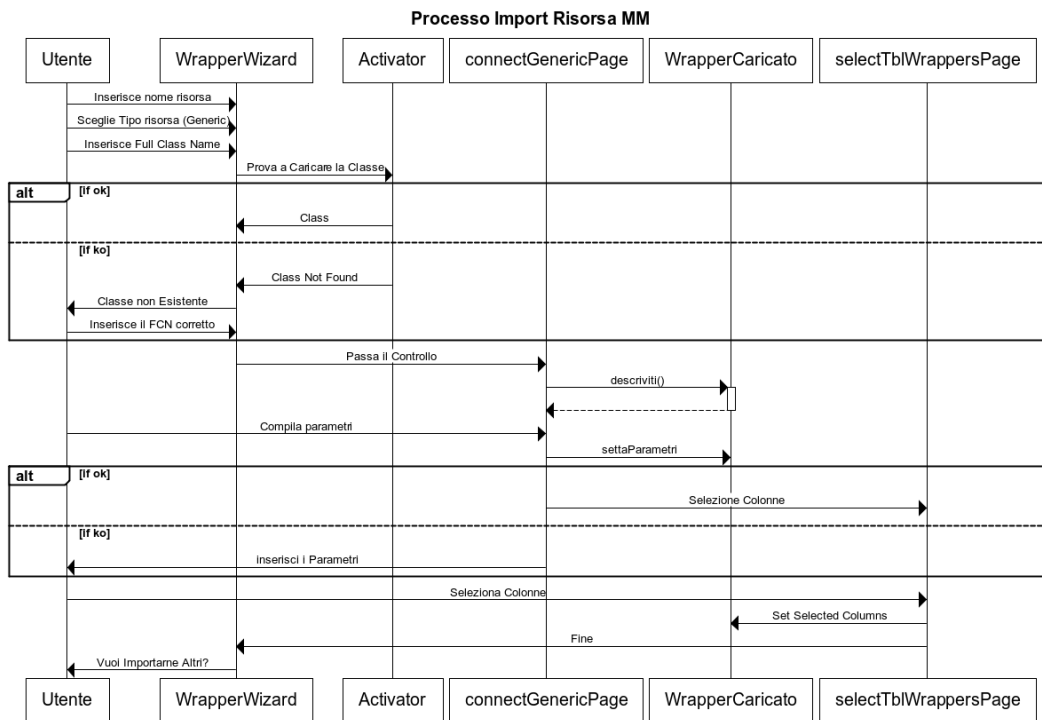 Processo Import Risorsa MM
Utente WrapperWizard Activator connectGenericPage WrapperCaricato selectTblWrappersPage
Inserisce nome risorsa
Sceglie Tipo risorsa (Generic)
Inserisce Full Class Name
Prova a Caricare la Classe
alt [if ok]
Class
[if ko]
Class Not Found
Classe non Esistente
Inserisce il FCN corretto
Passa il Controllo
descriviti()
Compila parametri
settaParametri
alt [if ok]
Selezione Colonne
[if ko]
inserisci i Parametri
Seleziona Colonne
Set Selected Columns
Fine
Vuoi Importarne Altri?
Utente WrapperWizard Activator connectGenericPage WrapperCaricato selectTblWrappersPage